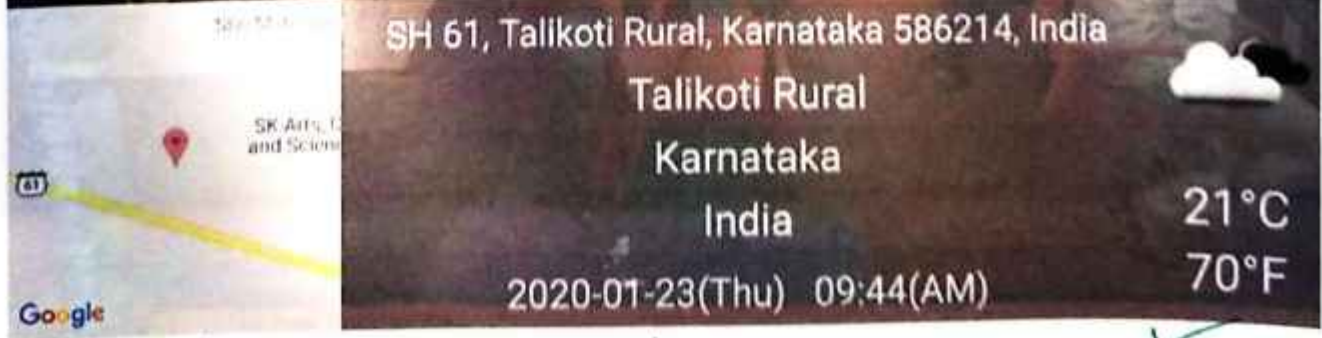 SK Arts,
and Scien
61
Google
SH 61, Talikoti Rural, Karnataka 586214, India
Talikoti Rural
Karnataka
India
2020-01-23(Thu) 09:44(AM)
21°C
70°F